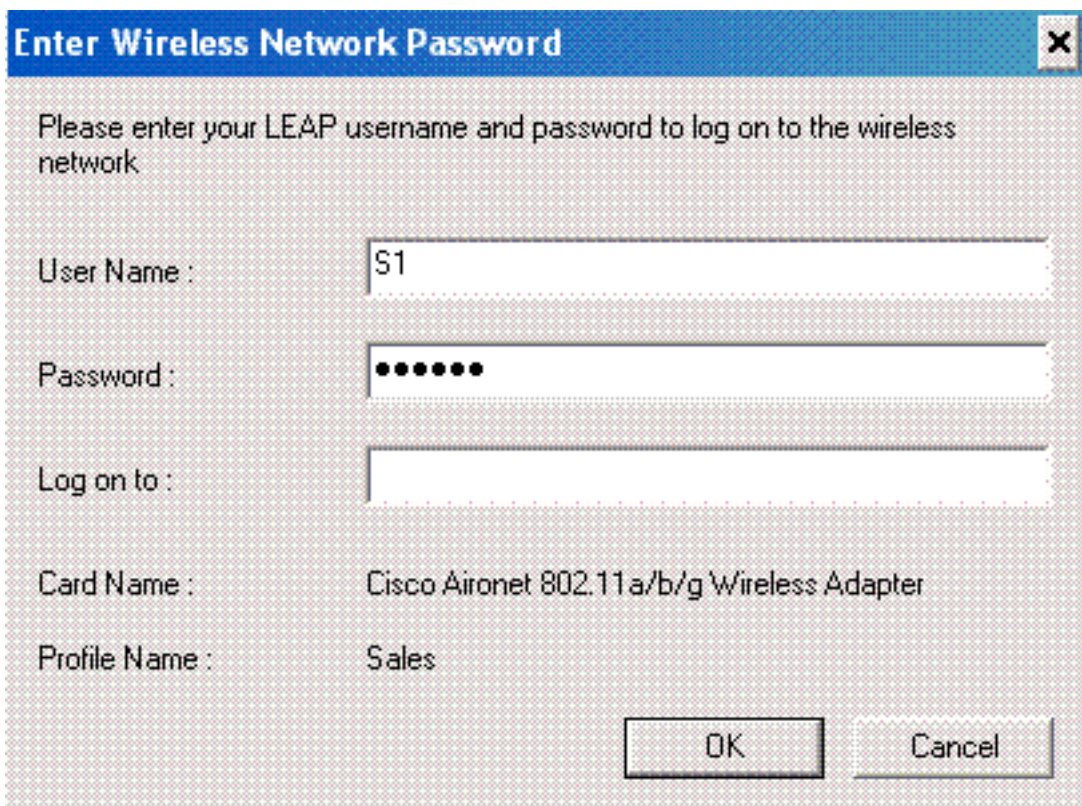 Enter Wireless Network Password
Please enter your LEAP username and password to log on to the wireless
network
User Name : S1
Password : ••••••
Log on to :
Card Name : Cisco Aironet 802.11a/b/g Wireless Adapter
Profile Name : Sales
OK Cancel